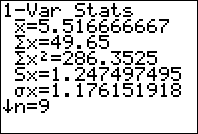 1-Var Stats
x̄=5.516666667
Σx=49.65
Σx²=286.3525
Sx=1.247497495
σx=1.176151918
↓n=9